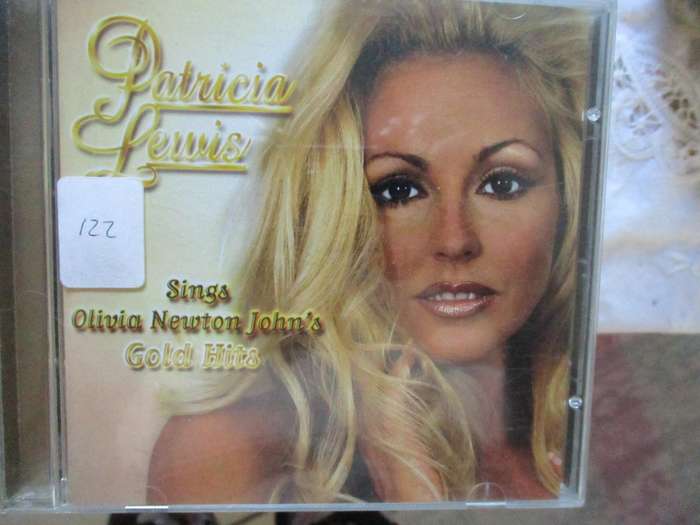 Patricia
Lewis
122
Sings
Olivia Newton John's
Gold Hits